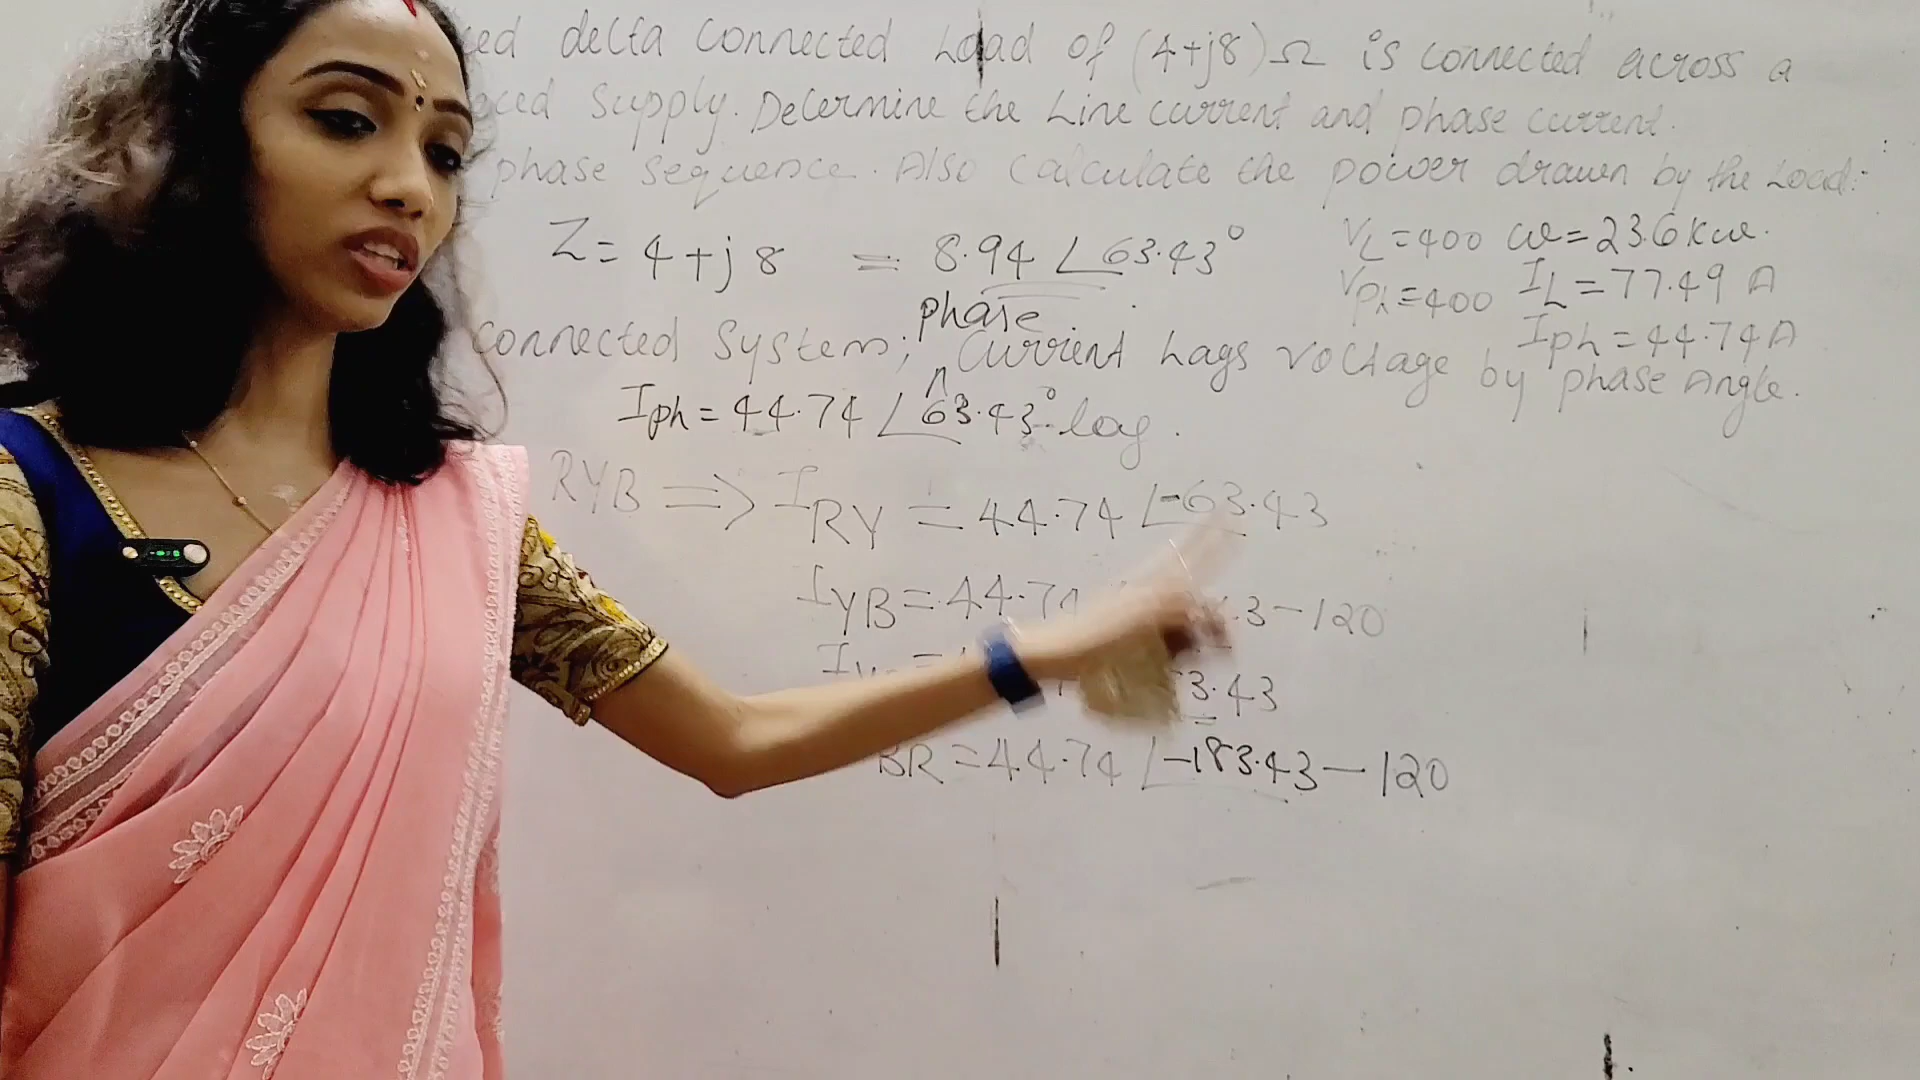 delta connected Load of (4+j8)Ω is connected across a
Supply. Determine the Line current and phase current.
phase sequence. Also calculate the power drawn by the Load:-
Z = 4+j8 = 8.94 ∠63.43°
VL = 400 W = 23.6 KW.
Vph = 400 IL = 77.49 A
Iph = 44.74 A
phase
connected System; ^ Current Lags voltage by phase Angle.
Iph = 44.74 ∠63.43° lag.
RYB ⇒ IRY = 44.74 ∠-63.43
IYB = 44.74 .3-120
3.43
BR = 44.74 ∠-183.43-120